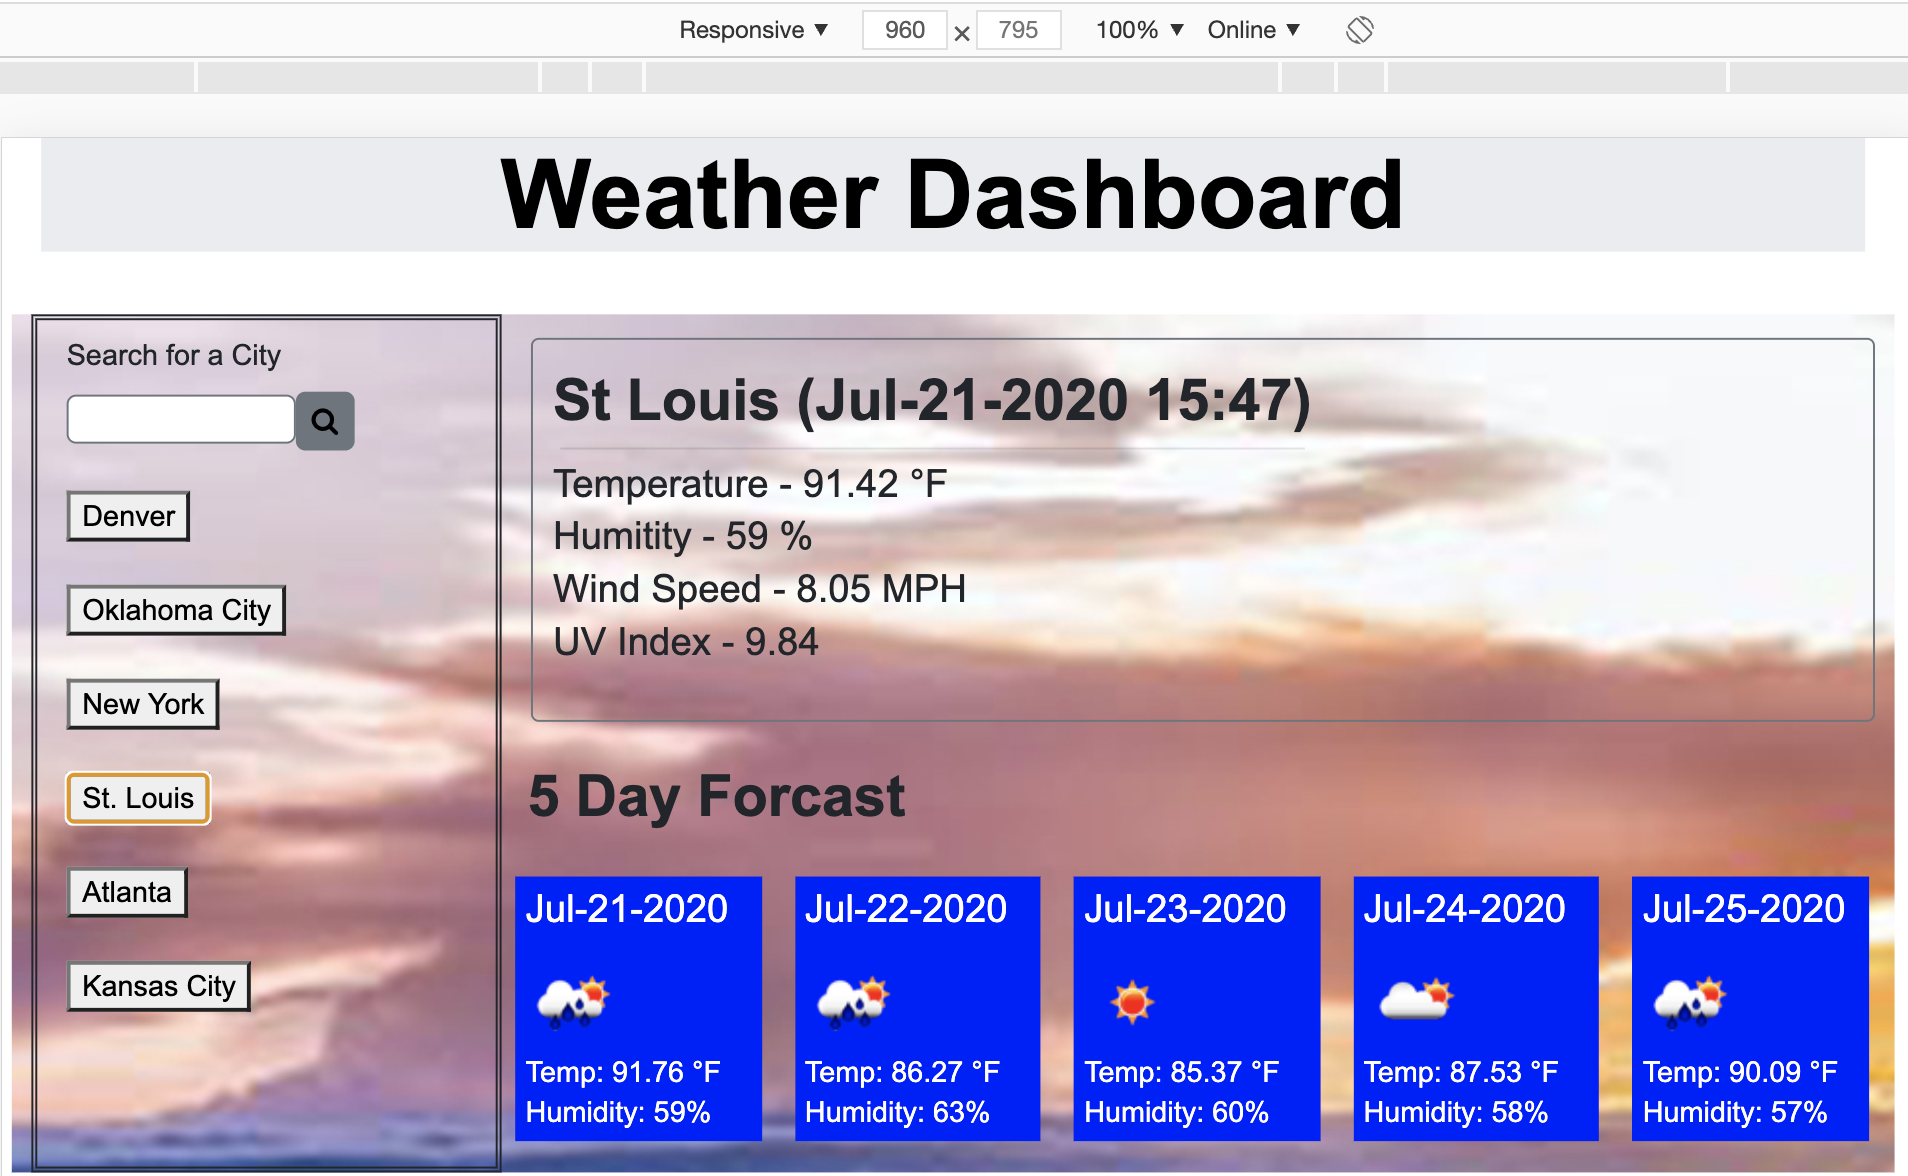 Responsive ▼ 960 × 795 100% ▼ Online ▼
Weather Dashboard
Search for a City
Denver
Oklahoma City
New York
St. Louis
Atlanta
Kansas City
St Louis (Jul-21-2020 15:47)
Temperature - 91.42 °F
Humitity - 59 %
Wind Speed - 8.05 MPH
UV Index - 9.84
5 Day Forcast
Jul-21-2020
Temp: 91.76 °F
Humidity: 59%
Jul-22-2020
Temp: 86.27 °F
Humidity: 63%
Jul-23-2020
Temp: 85.37 °F
Humidity: 60%
Jul-24-2020
Temp: 87.53 °F
Humidity: 58%
Jul-25-2020
Temp: 90.09 °F
Humidity: 57%